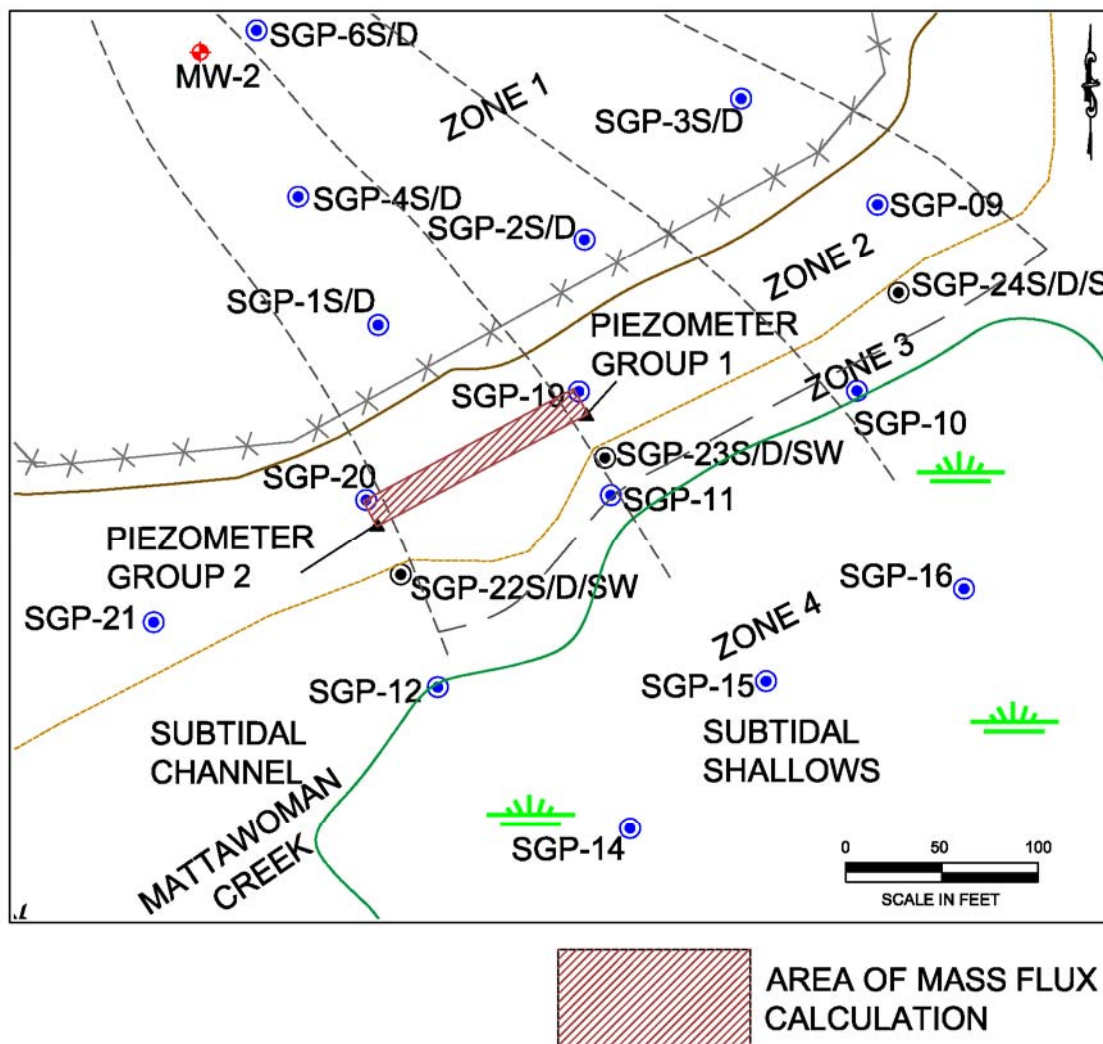 SGP-6S/D
MW-2
ZONE 1
SGP-3S/D
SGP-4S/D
SGP-09
SGP-2S/D
ZONE 2
SGP-24S/D/S
SGP-1S/D
PIEZOMETER
GROUP 1
ZONE 3
SGP-19
SGP-10
SGP-23S/D/SW
SGP-20
SGP-11
PIEZOMETER
GROUP 2
SGP-22S/D/SW
SGP-16
SGP-21
ZONE 4
SGP-12
SGP-15
SUBTIDAL
CHANNEL
SUBTIDAL
SHALLOWS
MATTAWOMAN
CREEK
SGP-14
0 50 100
SCALE IN FEET
AREA OF MASS FLUX
CALCULATION